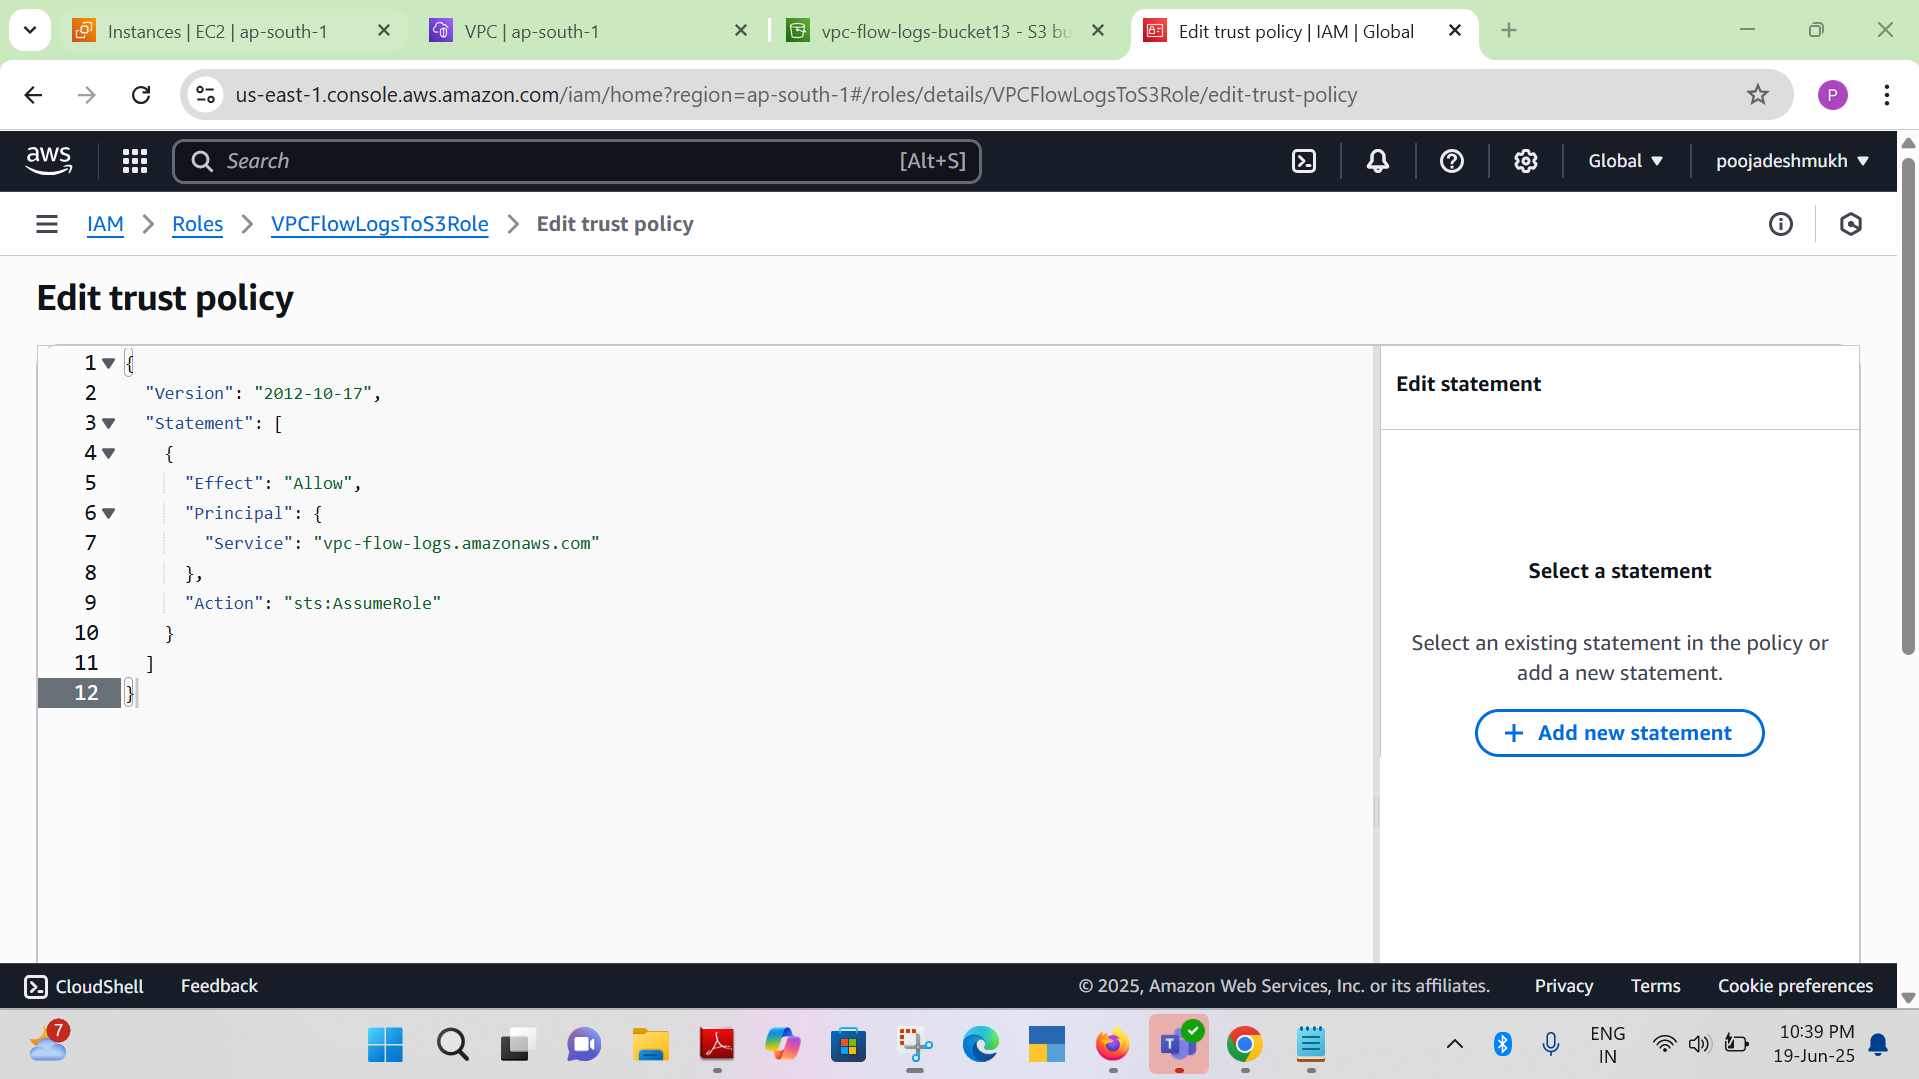 Instances | EC2 | ap-south-1
VPC | ap-south-1
vpc-flow-logs-bucket13 - S3 bu
Edit trust policy | IAM | Global
us-east-1.console.aws.amazon.com/iam/home?region=ap-south-1#/roles/details/VPCFlowLogsToS3Role/edit-trust-policy
P
aws
Search
[Alt+S]
Global
poojadeshmukh
IAM
Roles
VPCFlowLogsToS3Role
Edit trust policy
Edit trust policy
1 {
2 "Version": "2012-10-17",
3 "Statement": [
4 {
5 "Effect": "Allow",
6 "Principal": {
7 "Service": "vpc-flow-logs.amazonaws.com"
8 },
9 "Action": "sts:AssumeRole"
10 }
11 ]
12 }
Edit statement
Select a statement
Select an existing statement in the policy or
add a new statement.
+ Add new statement
CloudShell
Feedback
© 2025, Amazon Web Services, Inc. or its affiliates.
Privacy
Terms
Cookie preferences
7
T
ENG
IN
10:39 PM
19-Jun-25